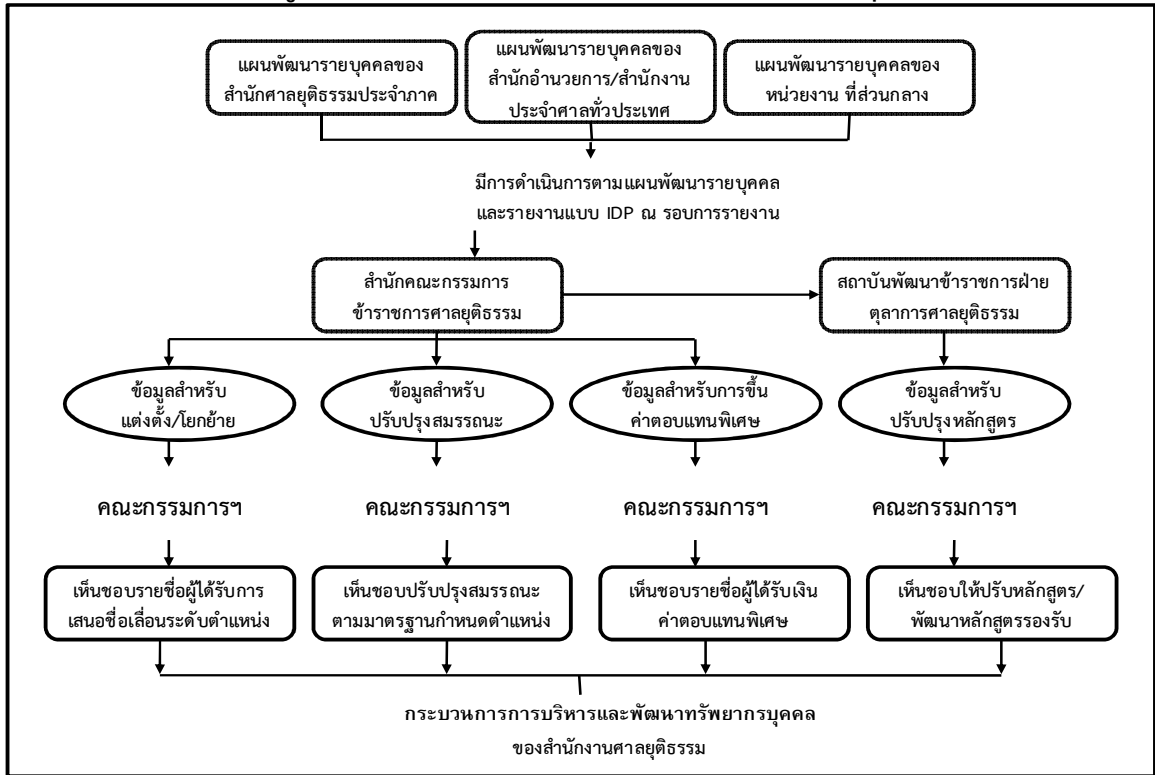 แผนพัฒนารายบุคคลของ
สำนักศาลยุติธรรมประจำภาค
แผนพัฒนารายบุคคลของ
สำนักอำนวยการ/สำนักงาน
ประจำศาลทั่วประเทศ
แผนพัฒนารายบุคคลของ
หน่วยงาน ที่ส่วนกลาง
มีการดำเนินการตามแผนพัฒนารายบุคคล
และรายงานแบบ IDP ณ รอบการรายงาน
สำนักคณะกรรมการ
ข้าราชการศาลยุติธรรม
สถาบันพัฒนาข้าราชการฝ่าย
ตุลาการศาลยุติธรรม
ข้อมูลสำหรับ
แต่งตั้ง/โยกย้าย
ข้อมูลสำหรับ
ปรับปรุงสมรรถนะ
ข้อมูลสำหรับการขึ้น
ค่าตอบแทนพิเศษ
ข้อมูลสำหรับ
ปรับปรุงหลักสูตร
คณะกรรมการฯ
คณะกรรมการฯ
คณะกรรมการฯ
คณะกรรมการฯ
เห็นชอบรายชื่อผู้ได้รับการ
เสนอชื่อเลื่อนระดับตำแหน่ง
เห็นชอบปรับปรุงสมรรถนะ
ตามมาตรฐานกำหนดตำแหน่ง
เห็นชอบรายชื่อผู้ได้รับเงิน
ค่าตอบแทนพิเศษ
เห็นชอบให้ปรับหลักสูตร/
พัฒนาหลักสูตรรองรับ
กระบวนการการบริหารและพัฒนาทรัพยากรบุคคล
ของสำนักงานศาลยุติธรรม